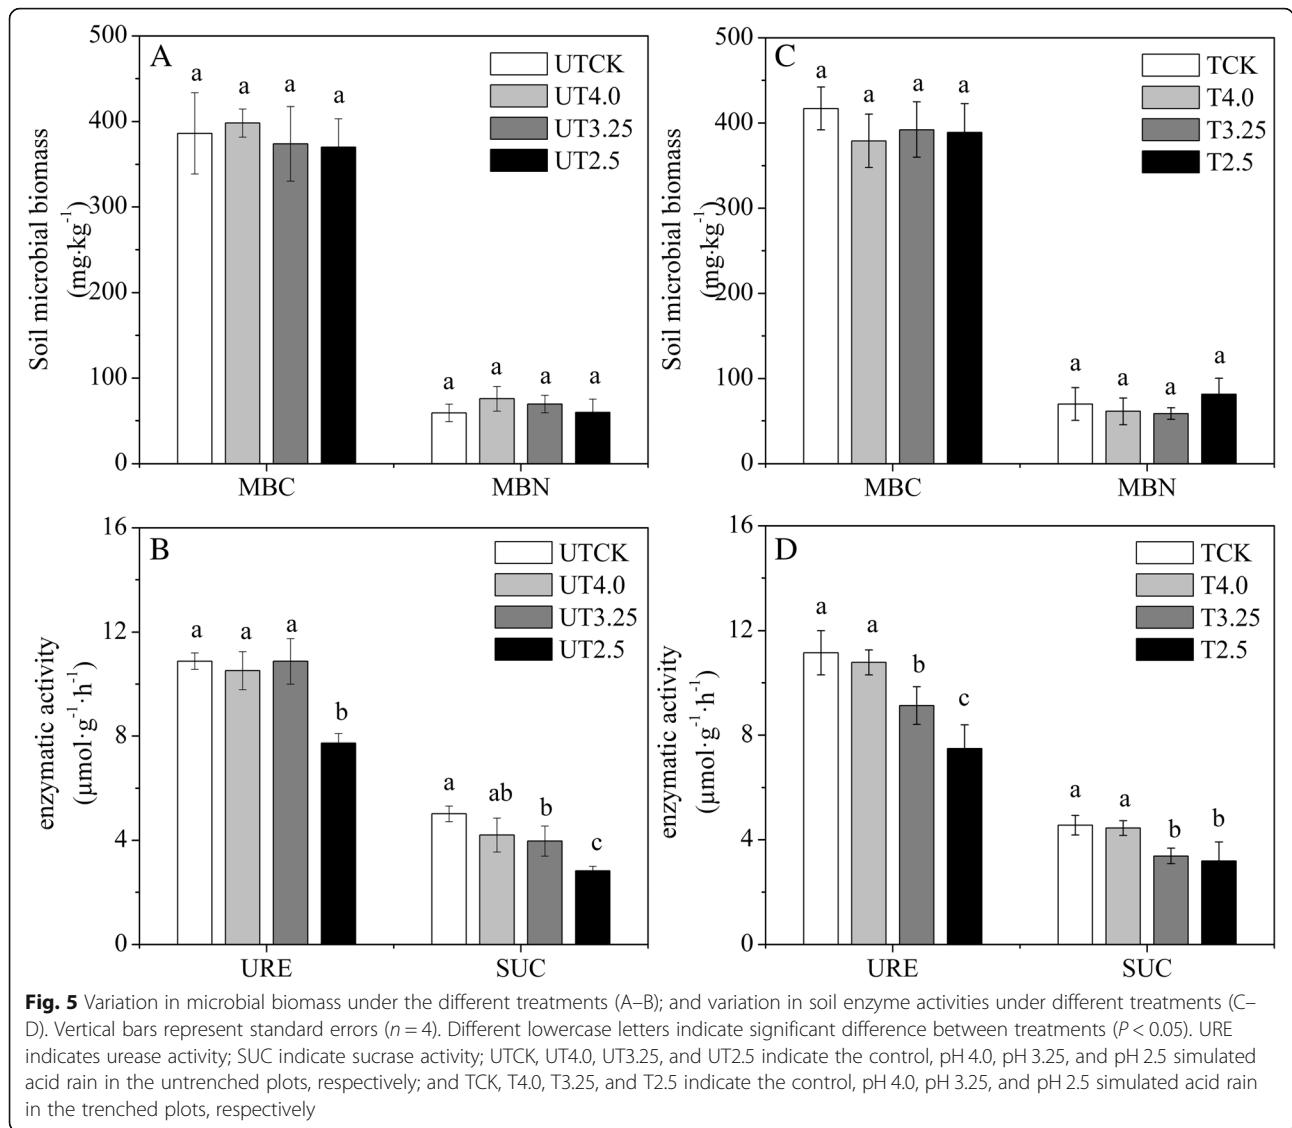 A
500
400
300
200
100
0
Soil microbial biomass
(mg·kg⁻¹)
UTCK
UT4.0
UT3.25
UT2.5
a a a a
a a a a
MBC MBN
C
500
400
300
200
100
0
Soil microbial biomass
(mg·kg⁻¹)
TCK
T4.0
T3.25
T2.5
a a a a
a a a a
MBC MBN
B
16
12
8
4
0
enzymatic activity
(μmol·g⁻¹·h⁻¹)
UTCK
UT4.0
UT3.25
UT2.5
a a a b
a ab b c
URE SUC
D
16
12
8
4
0
enzymatic activity
(μmol·g⁻¹·h⁻¹)
TCK
T4.0
T3.25
T2.5
a a b c
a a b b
URE SUC
Fig. 5 Variation in microbial biomass under the different treatments (A–B); and variation in soil enzyme activities under different treatments (C–
D). Vertical bars represent standard errors (n = 4). Different lowercase letters indicate significant difference between treatments (P < 0.05). URE
indicates urease activity; SUC indicate sucrase activity; UTCK, UT4.0, UT3.25, and UT2.5 indicate the control, pH 4.0, pH 3.25, and pH 2.5 simulated
acid rain in the untrenched plots, respectively; and TCK, T4.0, T3.25, and T2.5 indicate the control, pH 4.0, pH 3.25, and pH 2.5 simulated acid rain
in the trenched plots, respectively